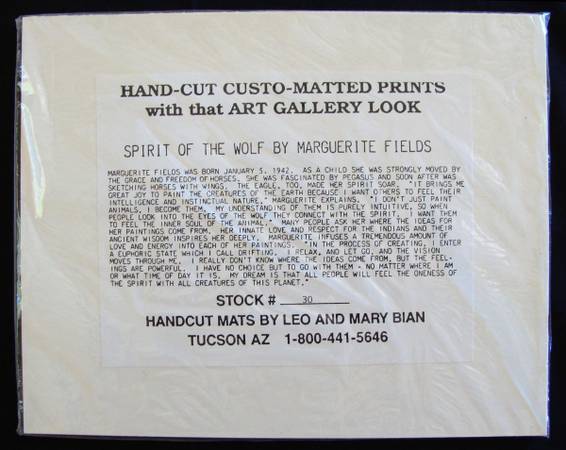 HAND-CUT CUSTO-MATTED PRINTS
with that ART GALLERY LOOK
SPIRIT OF THE WOLF BY MARGUERITE FIELDS
MARGUERITE FIELDS WAS BORN JANUARY 5, 1942. AS A CHILD SHE WAS STRONGLY MOVED BY
THE GRACE AND FREEDOM OF HORSES. SHE WAS FASCINATED BY PEGASUS AND SOON AFTER WAS
SKETCHING HORSES WITH WINGS. THE EAGLE, TOO, MADE HER SPIRIT SOAR. "IT BRINGS ME
GREAT JOY TO PAINT THE CREATURES OF THE EARTH BECAUSE I WANT OTHERS TO FEEL THEIR
INTELLIGENCE AND INSTINCTUAL NATURE," MARGUERITE EXPLAINS. "I DON'T JUST PAINT
ANIMALS, I BECOME THEM. MY UNDERSTANDING OF THEM IS PURELY INTUITIVE, SO WHEN
PEOPLE LOOK INTO THE EYES OF THE WOLF THEY CONNECT WITH THE SPIRIT. I WANT THEM
TO FEEL THE INNER SOUL OF THE ANIMAL." MANY PEOPLE ASK HER WHERE THE IDEAS FOR
HER PAINTINGS COME FROM. HER INNATE LOVE AND RESPECT FOR THE INDIANS AND THEIR
ANCIENT WISDOM INSPIRES HER DEEPLY. MARGUERITE INFUSES A TREMENDOUS AMOUNT OF
LOVE AND ENERGY INTO EACH OF HER PAINTINGS. "IN THE PROCESS OF CREATING, I ENTER
A EUPHORIC STATE WHICH I CALL DRIFTING. I RELAX, AND LET GO, AND THE VISION
MOVES THROUGH ME. I REALLY DON'T KNOW WHERE THE IDEAS COME FROM, BUT THE FEEL-
INGS ARE POWERFUL. I HAVE NO CHOICE BUT TO GO WITH THEM - NO MATTER WHERE I AM
OR WHAT TIME OF DAY IT IS. MY DREAM IS THAT ALL PEOPLE WILL FEEL THE ONENESS OF
THE SPIRIT WITH ALL CREATURES OF THIS PLANET."
STOCK # 30
HANDCUT MATS BY LEO AND MARY BIAN
TUCSON AZ 1-800-441-5646